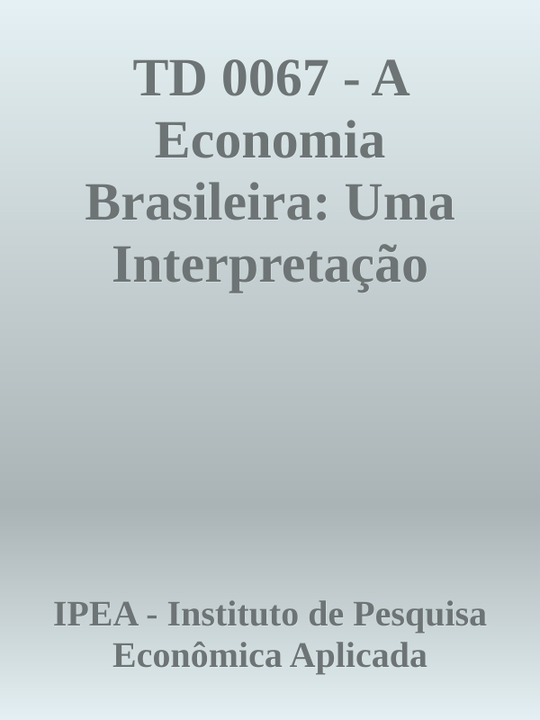 TD 0067 - A
Economia
Brasileira: Uma
Interpretação
IPEA - Instituto de Pesquisa
Econômica Aplicada